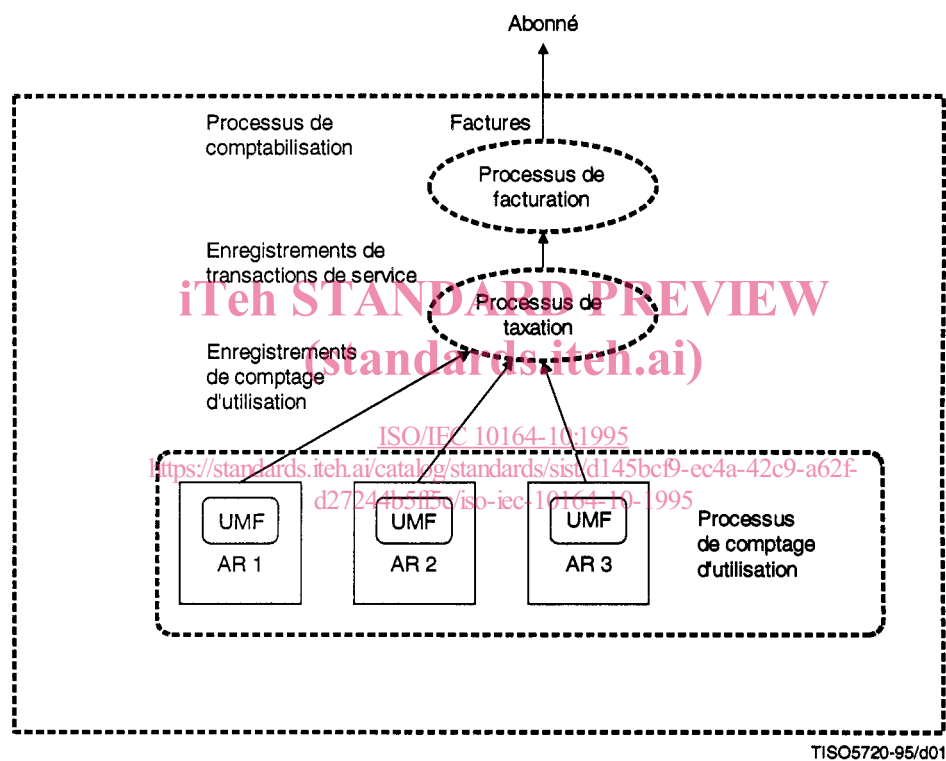 Abonné
Processus de
comptabilisation
Factures
Processus de
facturation
Enregistrements de
transactions de service
iTeh STANDARD PREVIEW
Processus de
taxation
(standards.iteh.ai)
Enregistrements
de comptage
d'utilisation
ISO/IEC 10164-10:1995
https://standards.iteh.ai/catalog/standards/sist/d145bcf9-ec4a-42c9-a62f-
d27244b5ff5c/iso-iec-10164-10-1995
UMF
AR 1
UMF
AR 2
UMF
AR 3
Processus
de comptage
d'utilisation
TISO5720-95/d01